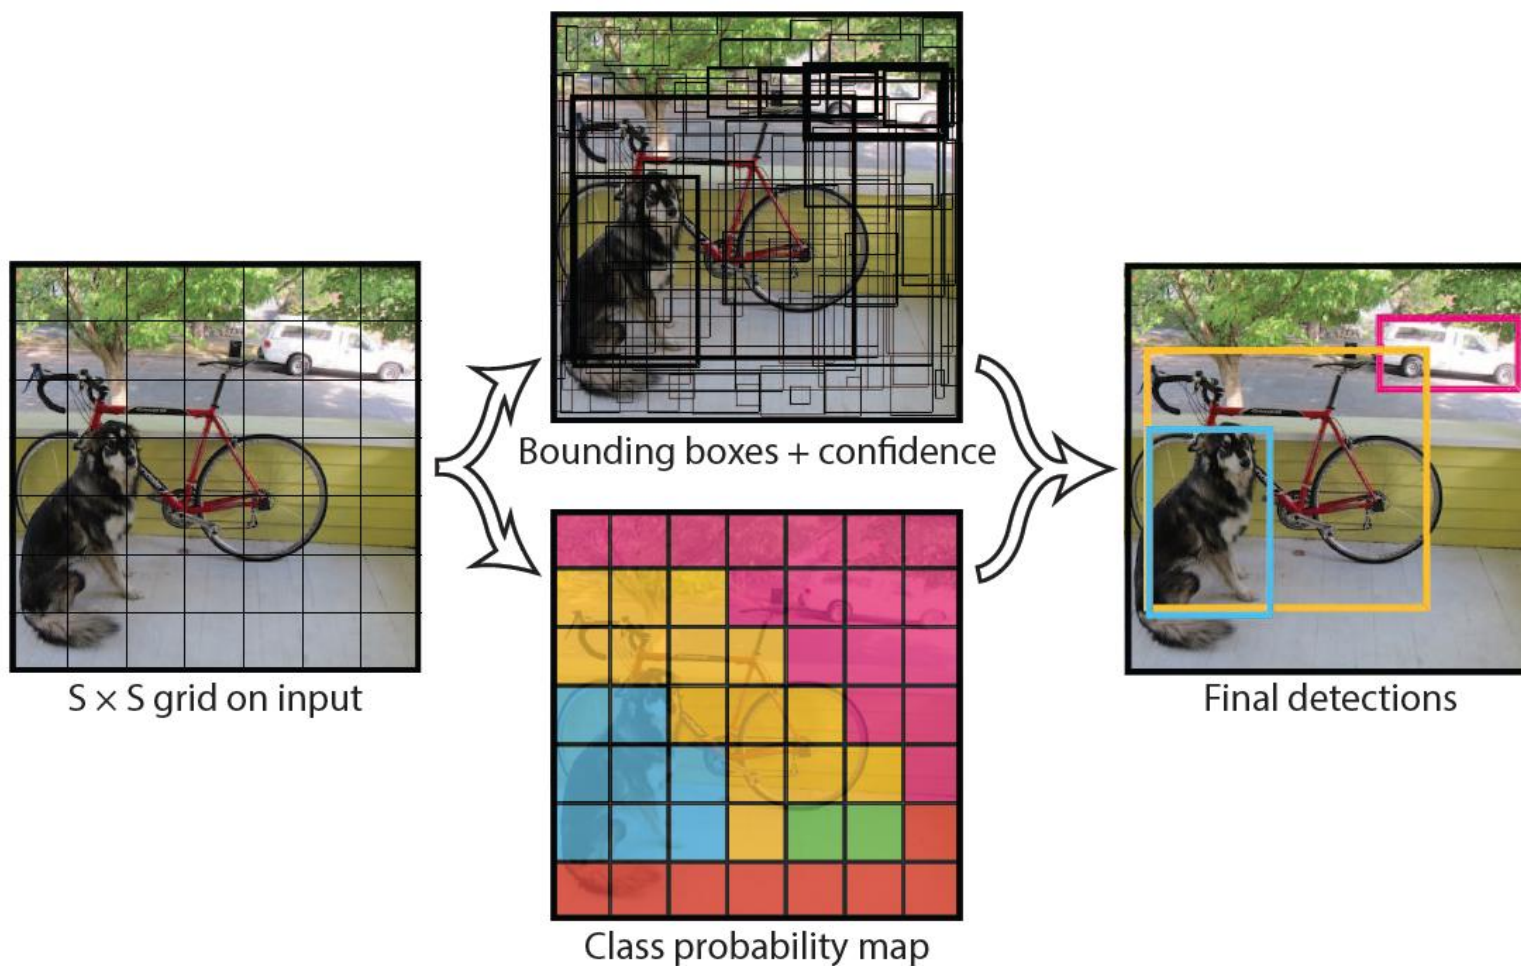 S × S grid on input
Bounding boxes + confidence
Class probability map
Final detections